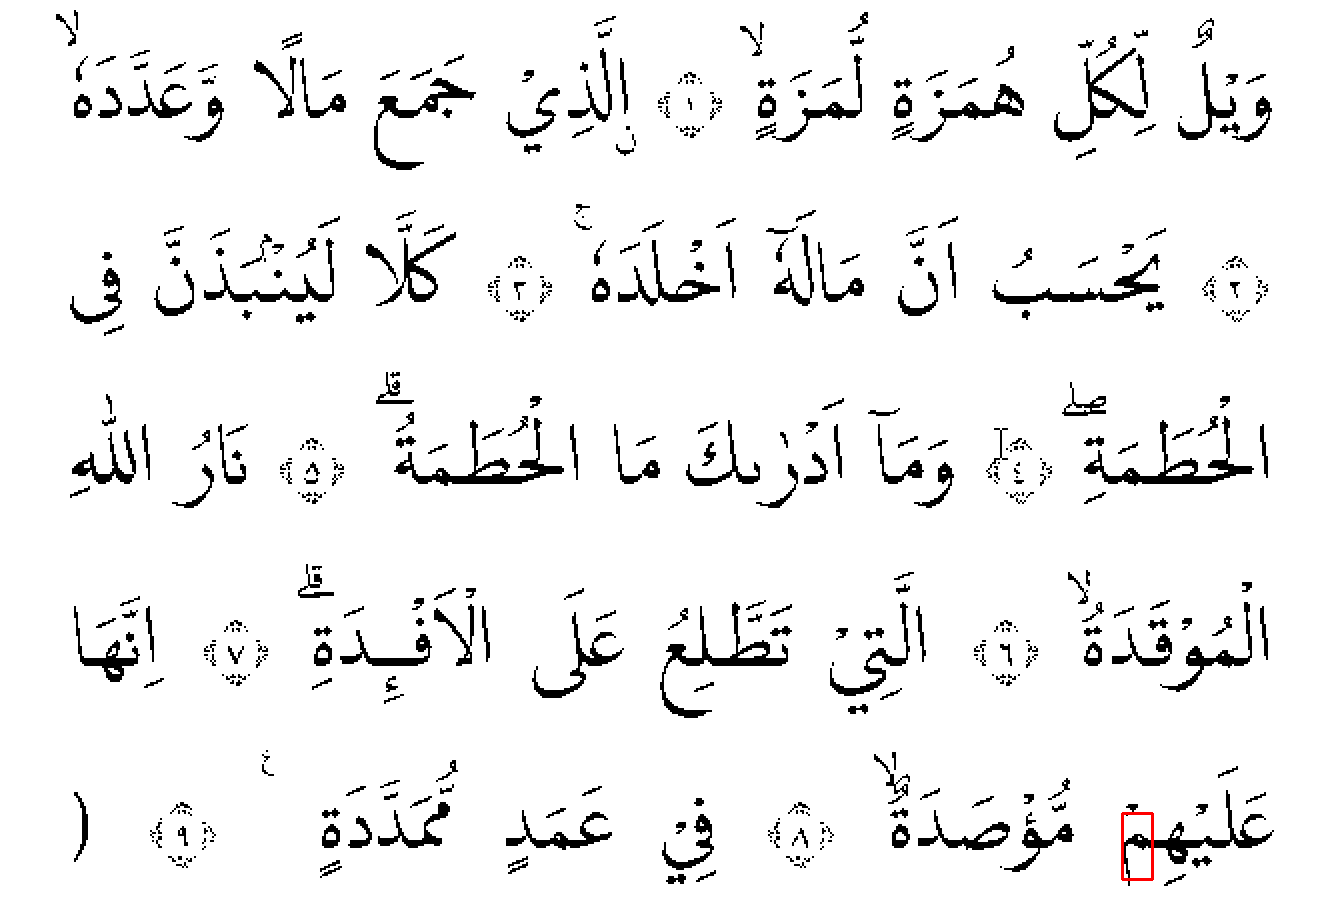 وَيْلٌ لِّكُلِّ هُمَزَةٍ لُّمَزَةٍۙ ١ ۨالَّذِيْ جَمَعَ مَالًا وَّعَدَّدَهٗۙ
٢ يَحْسَبُ اَنَّ مَالَهٗٓ اَخْلَدَهٗۚ ٣ كَلَّا لَيُنْۢبَذَنَّ فِى
الْحُطَمَةِۖ ٤ وَمَآ اَدْرٰىكَ مَا الْحُطَمَةُۗ ٥ نَارُ اللّٰهِ
الْمُوْقَدَةُۙ ٦ الَّتِيْ تَطَّلِعُ عَلَى الْاَفْـِٕدَةِۗ ٧ اِنَّهَا
عَلَيْهِمْ مُّؤْصَدَةٌۙ ٨ فِيْ عَمَدٍ مُّمَدَّدَةٍ ࣖ ٩ (